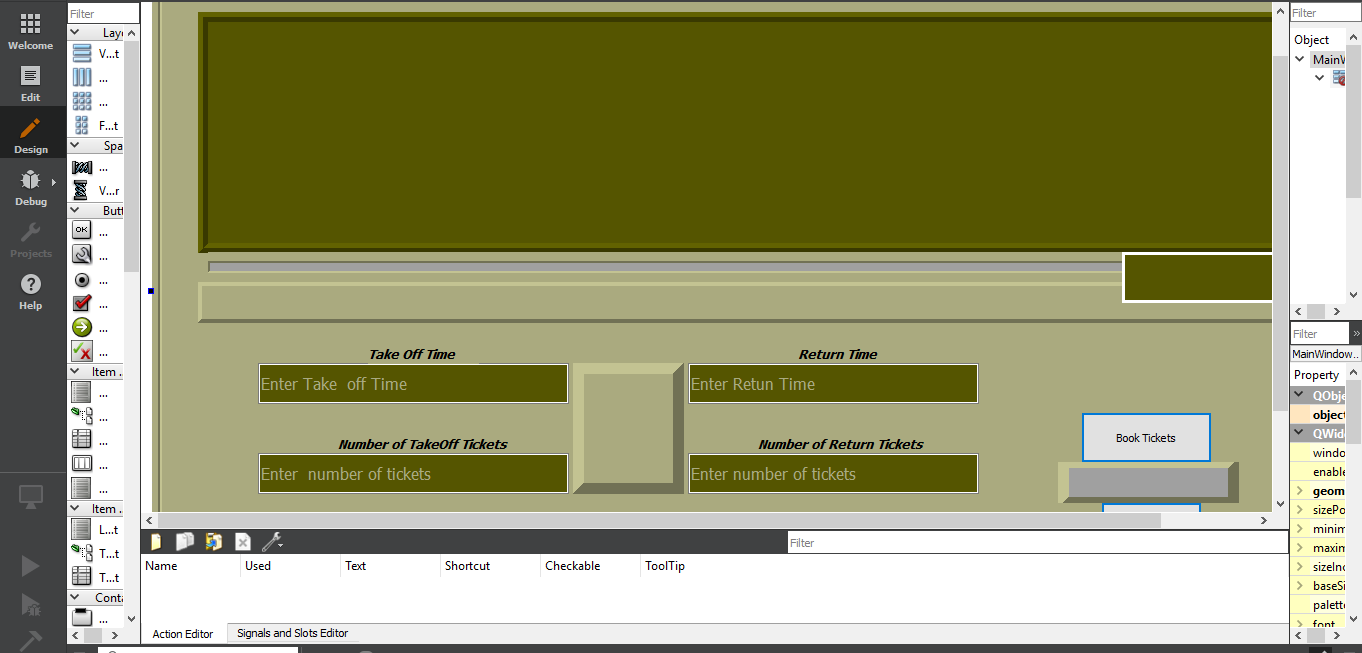 Welcome
Edit
Design
Debug
Projects
Help
Filter
Lay
V...t
...
...
F...t
Spa
...
V...r
Butt
OK
...
...
...
...
...
...
Item ..
...
...
...
...
...
Item .
L...t
T...t
T...t
Conta
...
Take Off Time
Enter Take  off Time
Return Time
Enter Retun Time
Number of TakeOff Tickets
Enter  number of tickets
Number of Return Tickets
Enter number of tickets
Book Tickets
Filter
Name
Used
Text
Shortcut
Checkable
ToolTip
Action Editor
Signals and Slots Editor
Filter
Object
MainW
Filter
»
MainWindow...
Property
QObje
object
QWid
windo
enable
geom
sizePo
minim
maxim
sizeInc
baseSi
palett
font